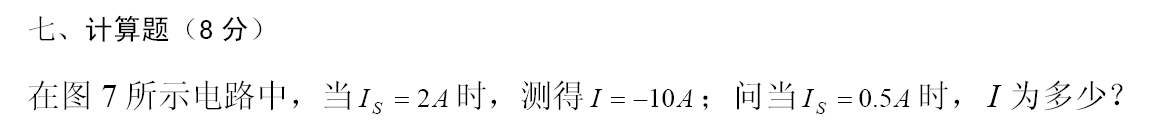 七、计算题（8 分）
在图 7 所示电路中，当 I_S = 2A 时，测得 I = −10A；问当 I_S = 0.5A 时，I 为多少？